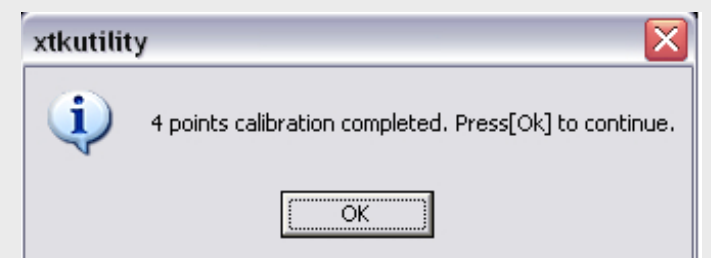 xtkutility
4 points calibration completed. Press[Ok] to continue.
OK